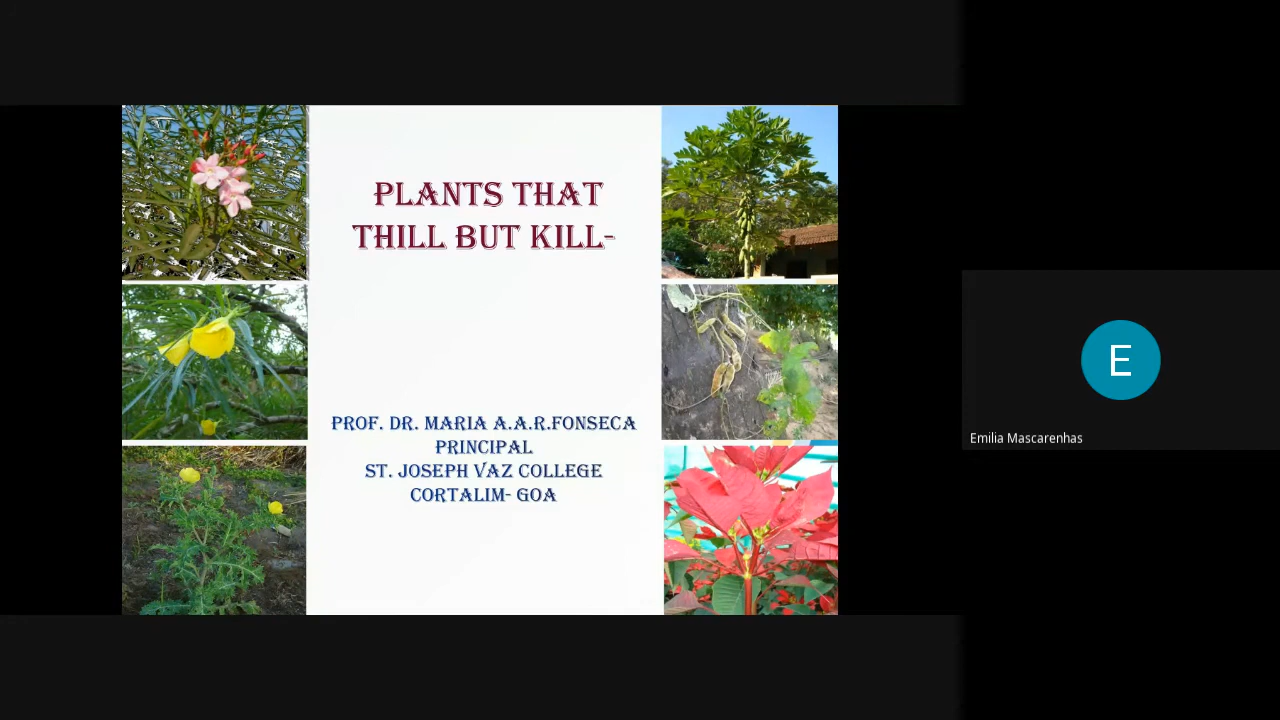 PLANTS THAT
THILL BUT KILL-
PROF. DR. MARIA A.A.R.FONSECA
PRINCIPAL
ST. JOSEPH VAZ COLLEGE
CORTALIM- GOA
E
Emilia Mascarenhas